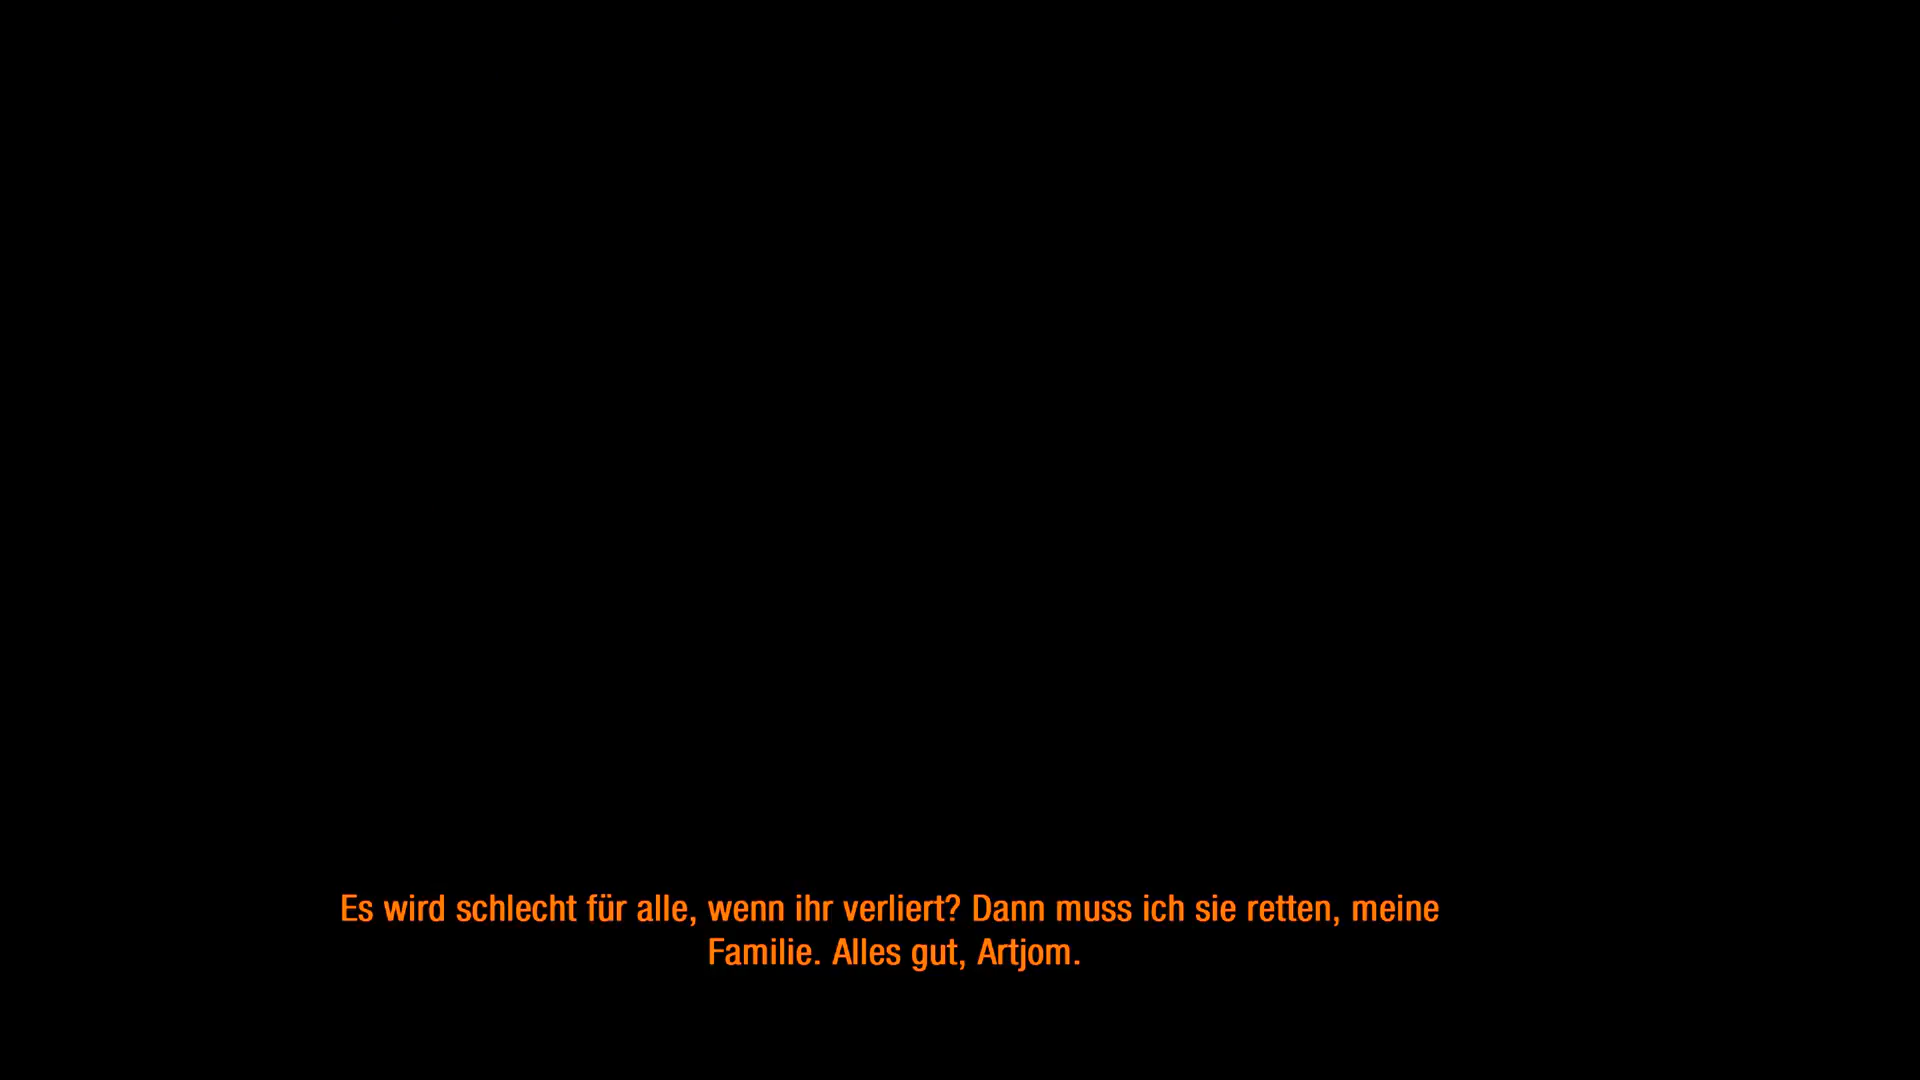 Es wird schlecht für alle, wenn ihr verliert? Dann muss ich sie retten, meine
Familie. Alles gut, Artjom.